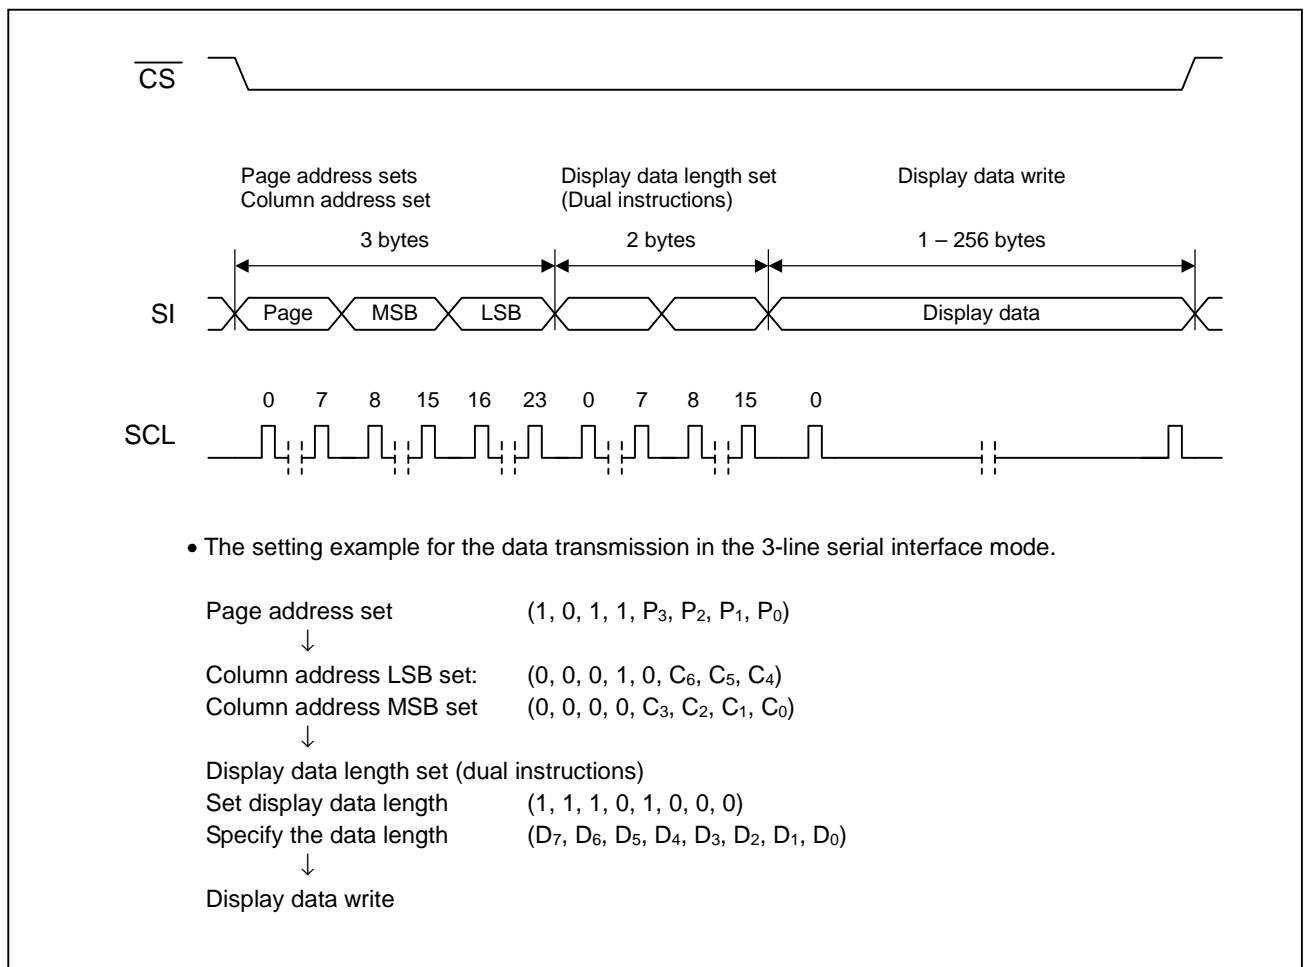 CS
Page address sets
Column address set
Display data length set
(Dual instructions)
Display data write
3 bytes
2 bytes
1 – 256 bytes
SI
Page
MSB
LSB
Display data
0 7 8 15 16 23 0 7 8 15 0
SCL
• The setting example for the data transmission in the 3-line serial interface mode.
Page address set (1, 0, 1, 1, P3, P2, P1, P0)
↓
Column address LSB set: (0, 0, 0, 1, 0, C6, C5, C4)
Column address MSB set (0, 0, 0, 0, C3, C2, C1, C0)
↓
Display data length set (dual instructions)
Set display data length (1, 1, 1, 0, 1, 0, 0, 0)
Specify the data length (D7, D6, D5, D4, D3, D2, D1, D0)
↓
Display data write